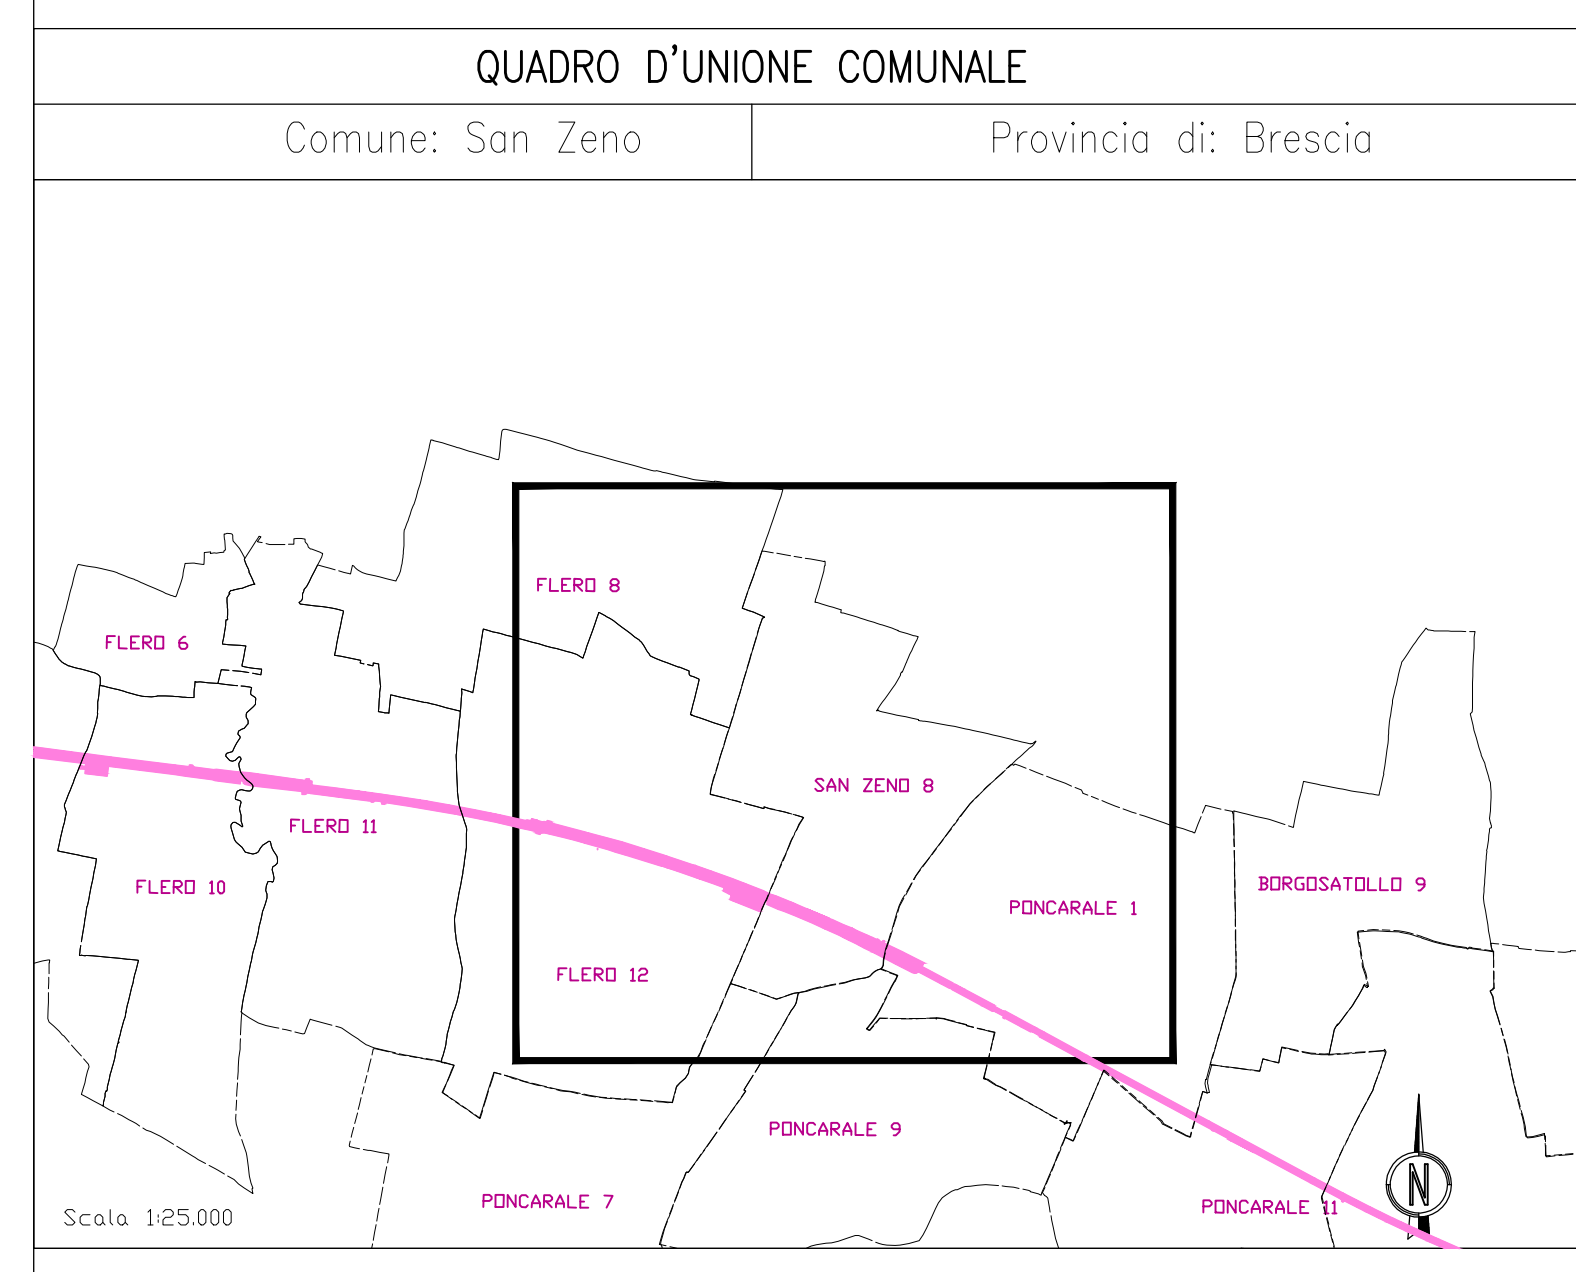 QUADRO D'UNIONE COMUNALE
Comune: San Zeno
Provincia di: Brescia
FLERO 8
FLERO 6
SAN ZENO 8
FLERO 11
FLERO 10
BORGOSATOLLO 9
PONCARALE 1
FLERO 12
PONCARALE 9
PONCARALE 7
PONCARALE 11
N
Scala 1:25.000